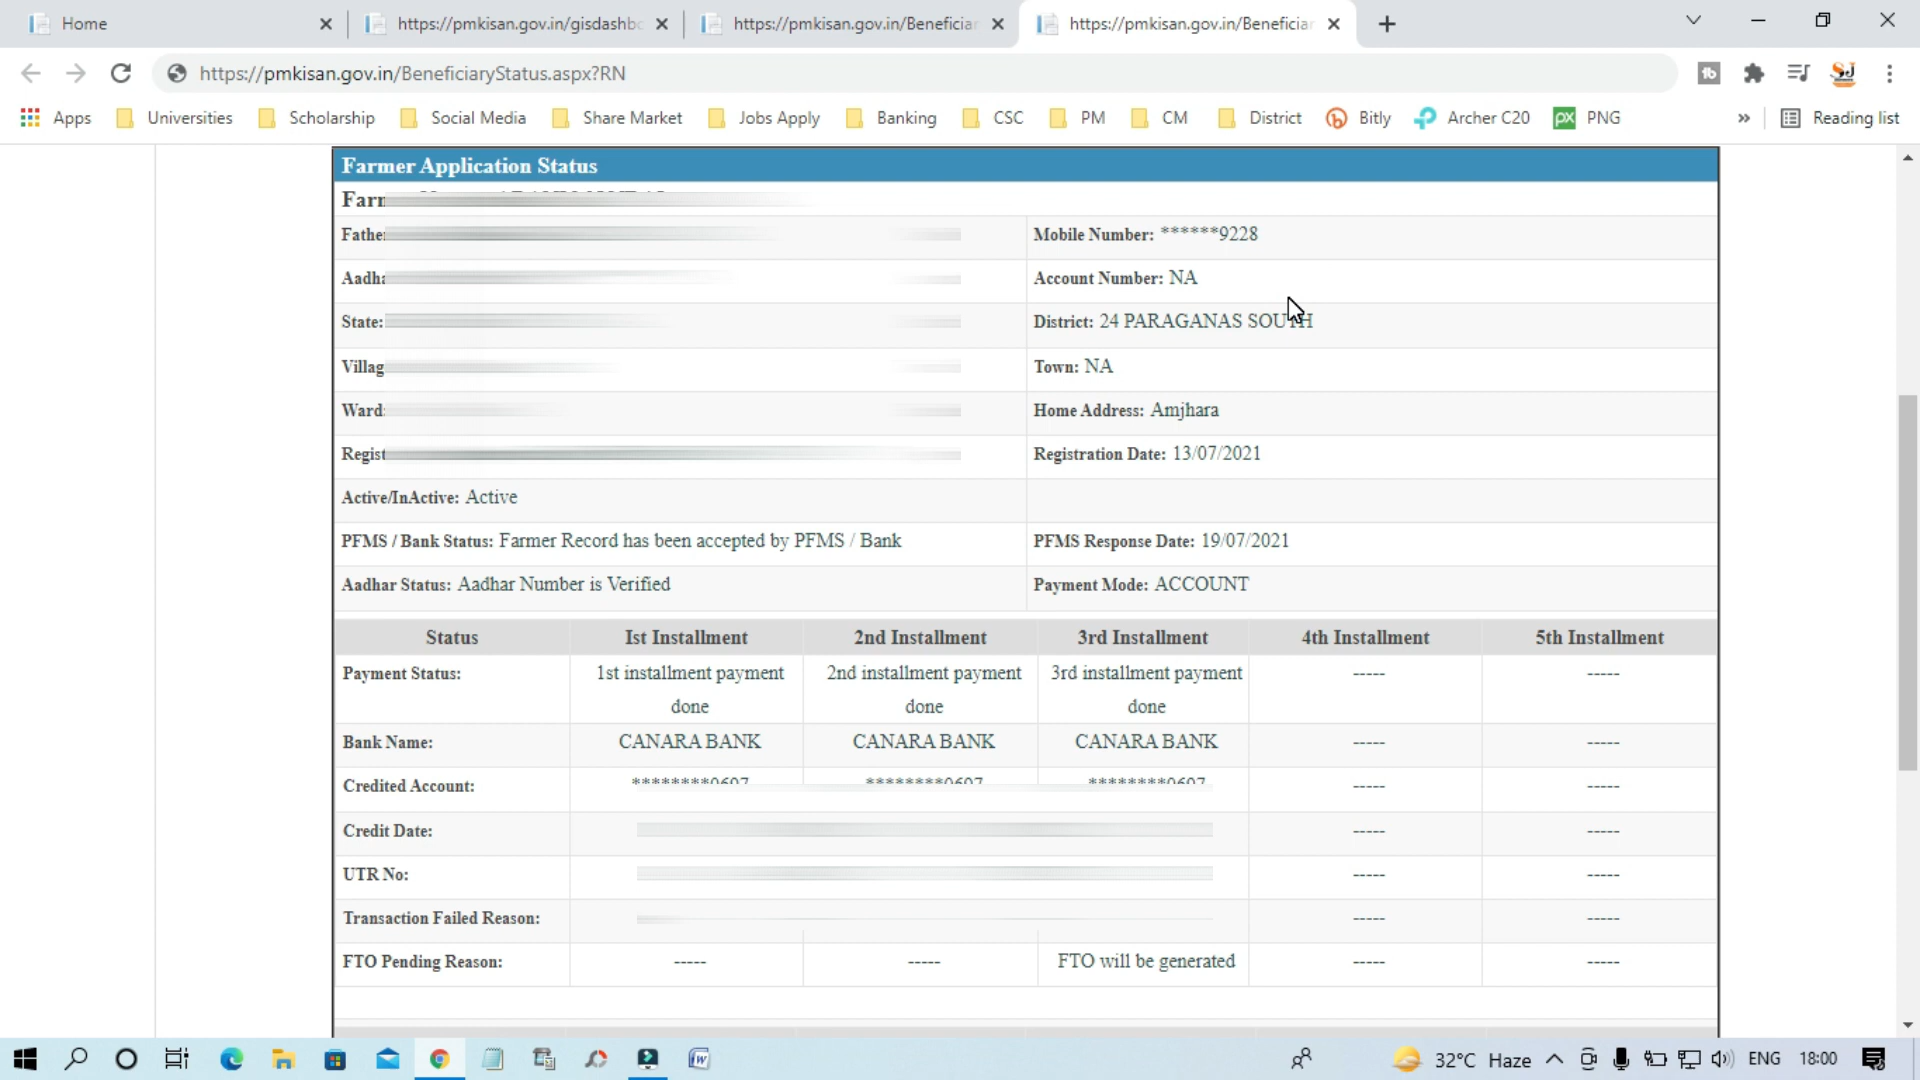 Home
https://pmkisan.gov.in/gisdashbc
https://pmkisan.gov.in/Beneficiar
https://pmkisan.gov.in/Beneficiar
https://pmkisan.gov.in/BeneficiaryStatus.aspx?RN
Apps Universities Scholarship Social Media Share Market Jobs Apply Banking CSC PM CM District Bitly Archer C20 PNG » Reading list
Farmer Application Status
Mobile Number: ******9228
Account Number: NA
State: District: 24 PARAGANAS SOUTH
Town: NA
Ward: Home Address: Amjhara
Registration Date: 13/07/2021
Active/InActive: Active
PFMS / Bank Status: Farmer Record has been accepted by PFMS / Bank PFMS Response Date: 19/07/2021
Aadhar Status: Aadhar Number is Verified Payment Mode: ACCOUNT
Status Ist Installment 2nd Installment 3rd Installment 4th Installment 5th Installment
Payment Status: 1st installment payment 2nd installment payment 3rd installment payment ----- -----
done done done
Bank Name: CANARA BANK CANARA BANK CANARA BANK ----- -----
Credited Account: ----- -----
Credit Date: ----- -----
UTR No: ----- -----
Transaction Failed Reason: ----- -----
FTO Pending Reason: ----- ----- FTO will be generated ----- -----
32°C Haze ENG 18:00